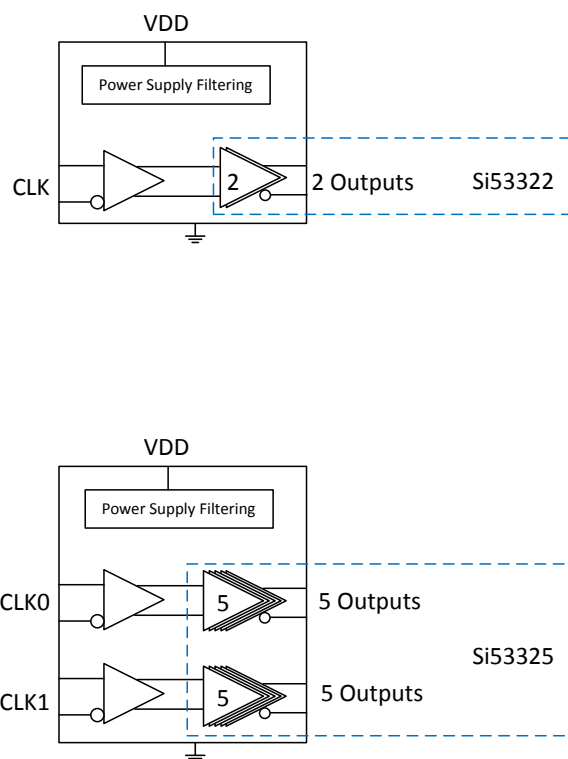 VDD
Power Supply Filtering
CLK
2
2 Outputs
Si53322
VDD
Power Supply Filtering
CLK0
5
5 Outputs
Si53325
CLK1
5
5 Outputs